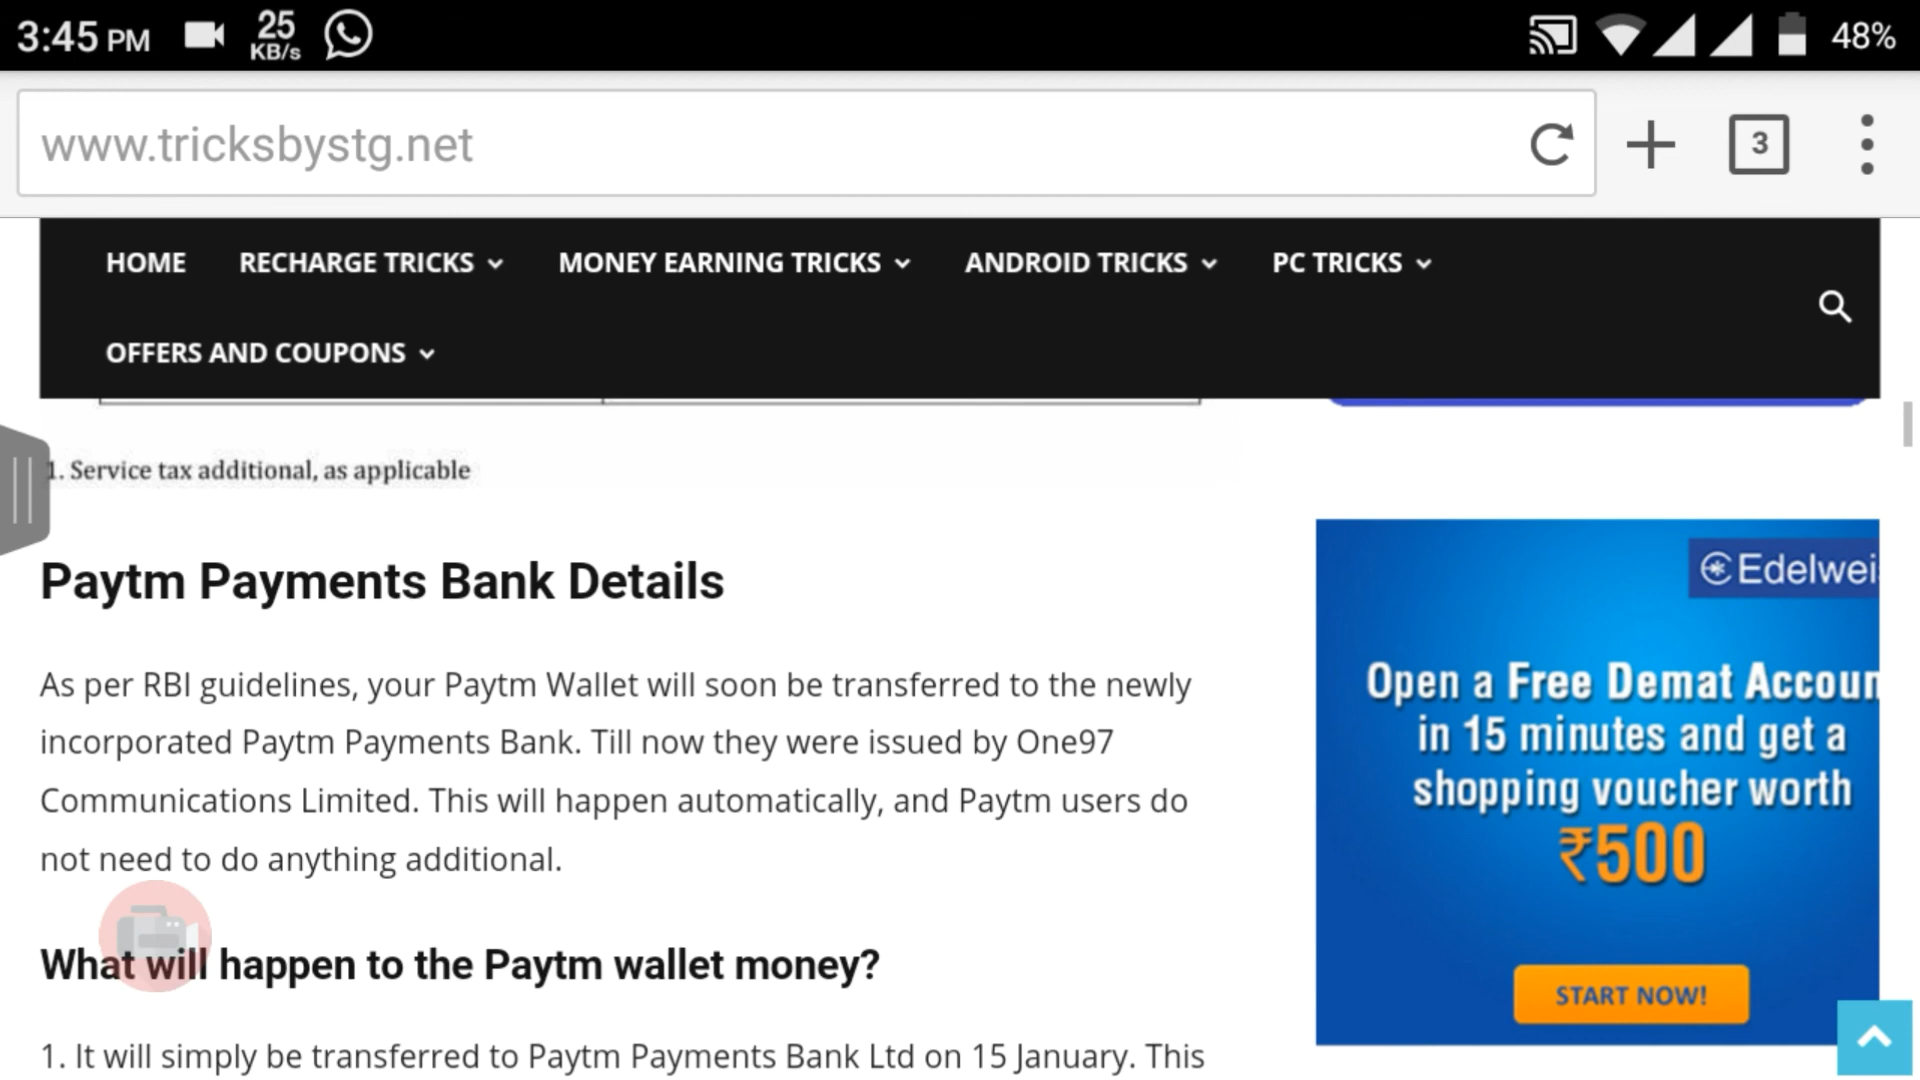 3:45 PM
25
KB/s
48%
www.tricksbystg.net
3
HOME RECHARGE TRICKS MONEY EARNING TRICKS ANDROID TRICKS PC TRICKS
OFFERS AND COUPONS
1. Service tax additional, as applicable
Paytm Payments Bank Details
As per RBI guidelines, your Paytm Wallet will soon be transferred to the newly
incorporated Paytm Payments Bank. Till now they were issued by One97
Communications Limited. This will happen automatically, and Paytm users do
not need to do anything additional.
What will happen to the Paytm wallet money?
1. It will simply be transferred to Paytm Payments Bank Ltd on 15 January. This
Edelwei
Open a Free Demat Accoun
in 15 minutes and get a
shopping voucher worth
₹500
START NOW!